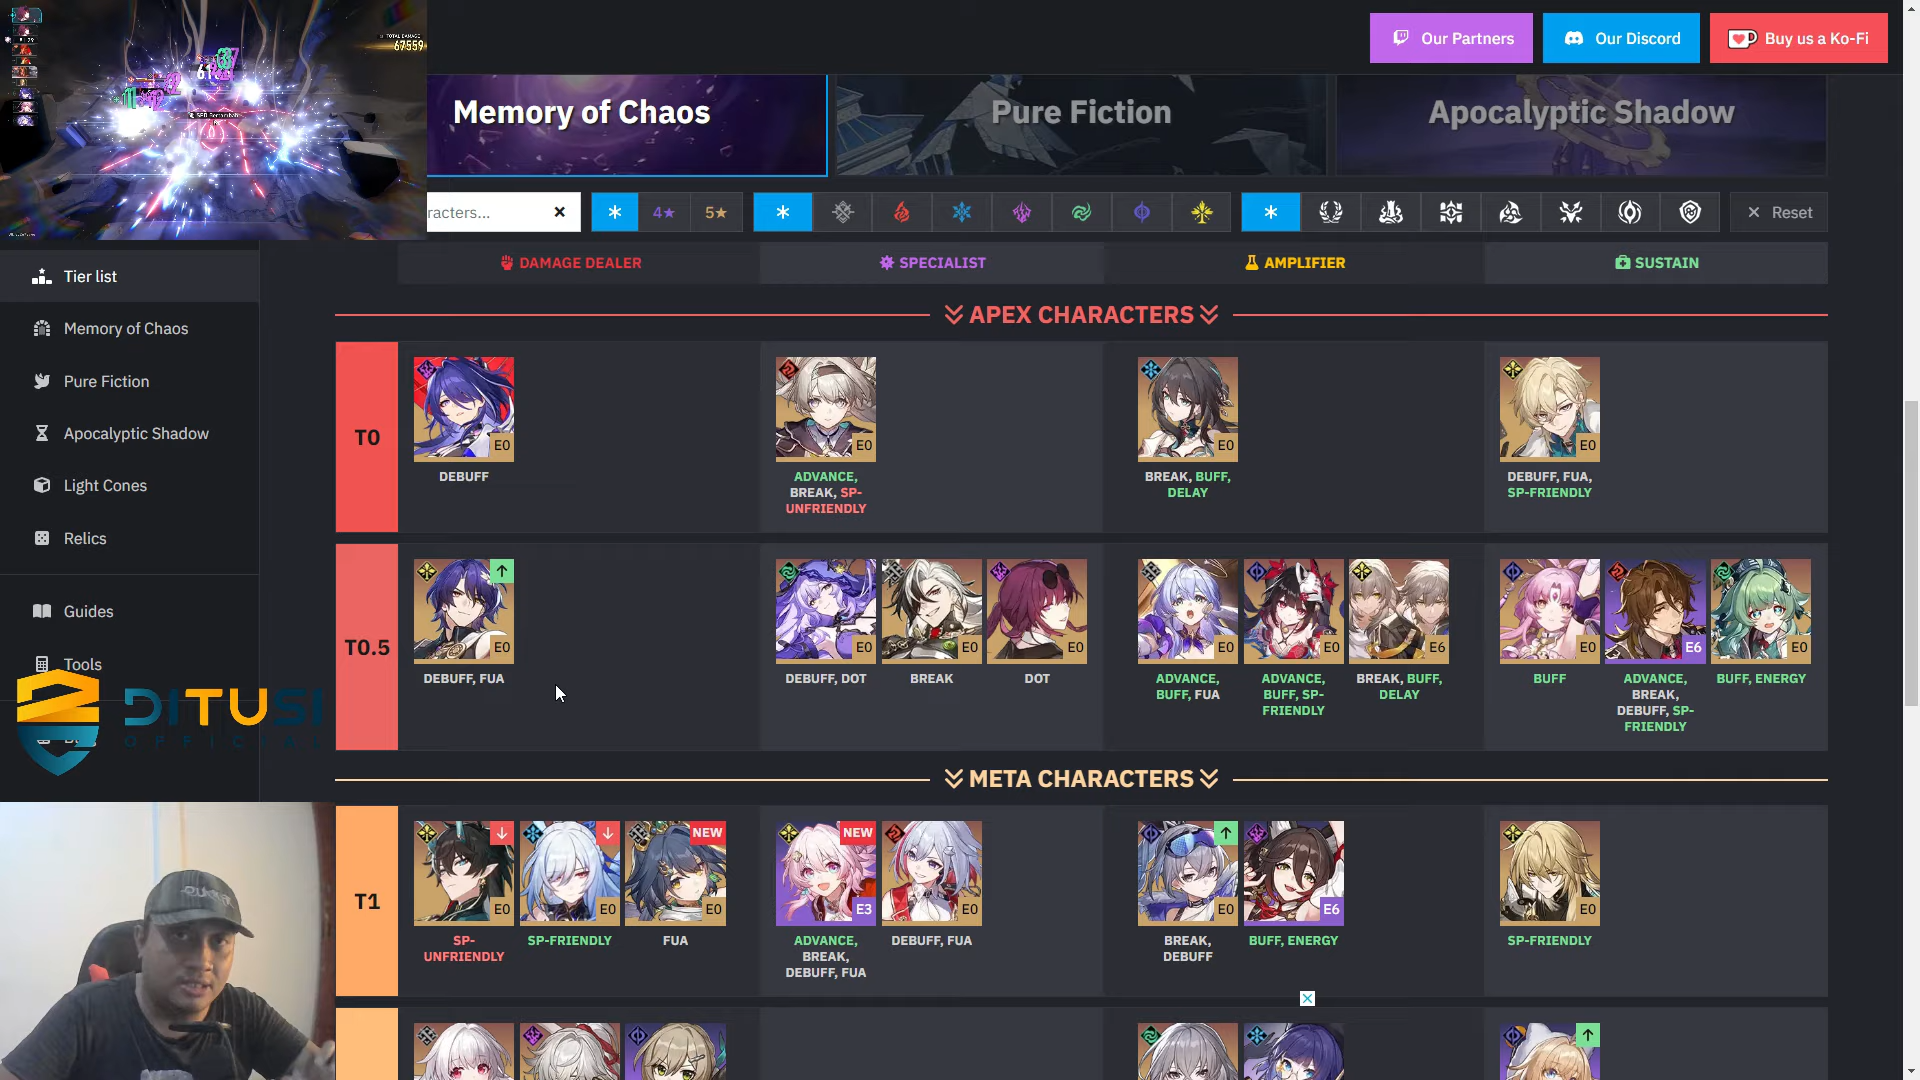 TOTAL DAMAGE
67559
Our Partners
Our Discord
Buy us a Ko-Fi
Memory of Chaos
Pure Fiction
Apocalyptic Shadow
racters...
4★
5★
Reset
DAMAGE DEALER
SPECIALIST
AMPLIFIER
SUSTAIN
Tier list
Memory of Chaos
Pure Fiction
Apocalyptic Shadow
Light Cones
Relics
Guides
Tools
DITUSI
OFFICIAL
APEX CHARACTERS
T0
E0
DEBUFF
E0
ADVANCE,
BREAK, SP-
UNFRIENDLY
E0
BREAK, BUFF,
DELAY
E0
DEBUFF, FUA,
SP-FRIENDLY
T0.5
E0
DEBUFF, FUA
E0
DEBUFF, DOT
E0
BREAK
E0
DOT
E0
ADVANCE,
BUFF, FUA
E0
ADVANCE,
BUFF, SP-
FRIENDLY
E6
BREAK, BUFF,
DELAY
E0
BUFF
E6
ADVANCE,
BREAK,
DEBUFF, SP-
FRIENDLY
E0
BUFF, ENERGY
META CHARACTERS
T1
E0
SP-
UNFRIENDLY
E0
SP-FRIENDLY
NEW
E0
FUA
NEW
E3
ADVANCE,
BREAK,
DEBUFF, FUA
E0
DEBUFF, FUA
E0
BREAK,
DEBUFF
E6
BUFF, ENERGY
E0
SP-FRIENDLY